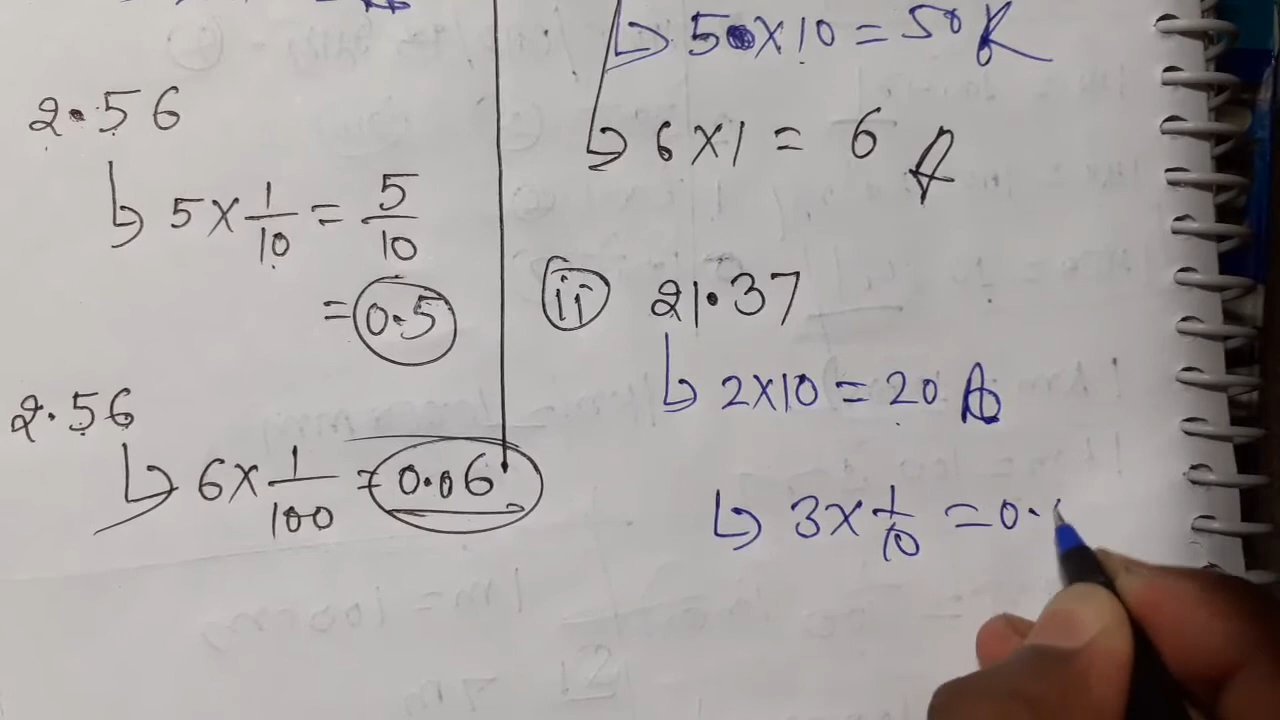 2.56
5 × 1/10 = 5/10
= 0.5
2.56
6 × 1/100 = 0.06
5 × 10 = 50
6 × 1 = 6
ii 21.37
2 × 10 = 20
3 × 1/10 = 0.